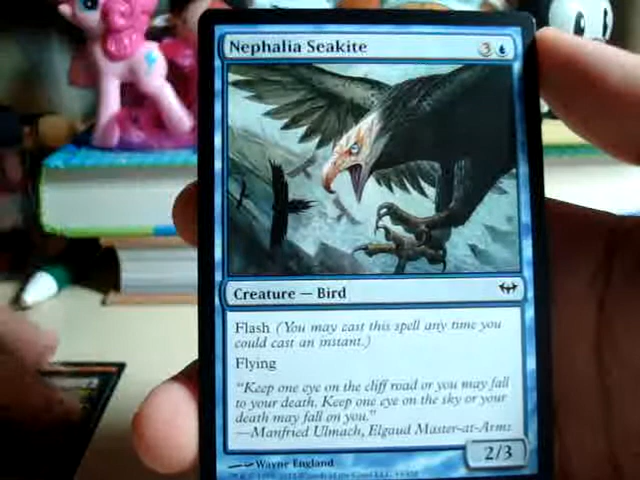 Nephalia Seakite
3
Creature — Bird
Flash (You may cast this spell any time you
could cast an instant.)
Flying
"Keep one eye on the cliff road or you may fall
to your death. Keep one eye on the sky or your
death may fall on you."
—Manfried Ulmach, Elgaud Master-at-Arms
2/3
Wayne England